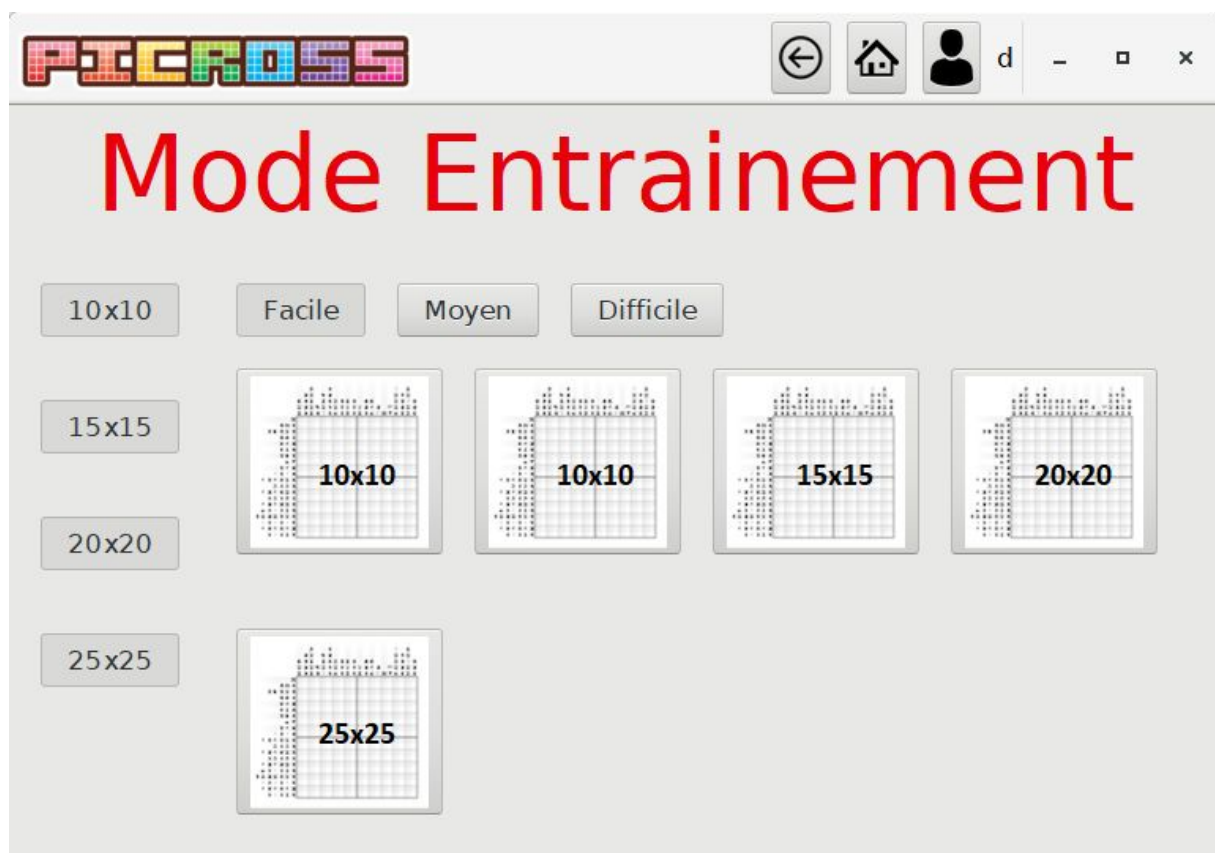 PICROSS
d
Mode Entrainement
10x10
Facile Moyen Difficile
15x15
10x10 10x10 15x15 20x20
20x20
25x25
25x25